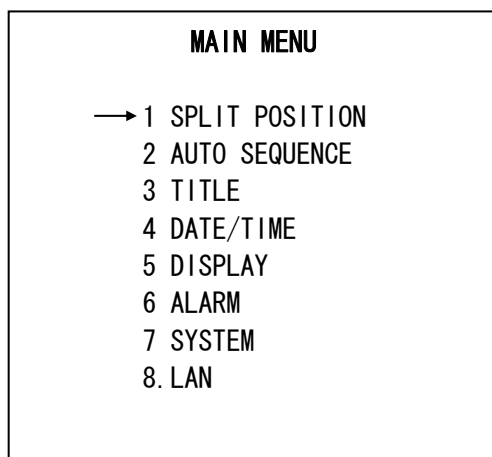 MAIN MENU
1 SPLIT POSITION
2 AUTO SEQUENCE
3 TITLE
4 DATE/TIME
5 DISPLAY
6 ALARM
7 SYSTEM
8. LAN